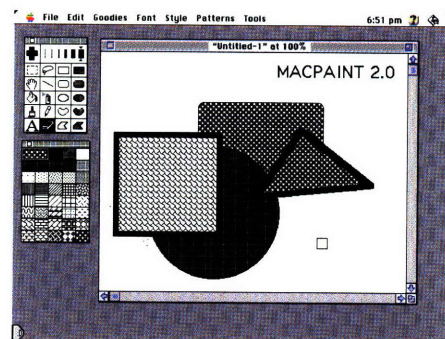 File Edit Goodies Font Style Patterns Tools 6:51 pm
"Untitled-1" at 100%
MACPAINT 2.0
A